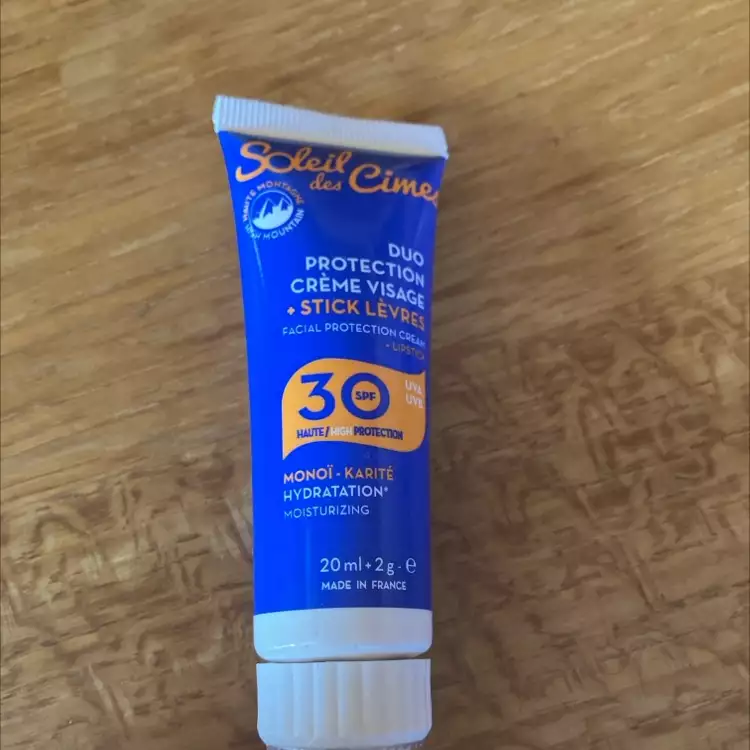 Soleil
des Cimes
HAUTE MONTAGNE
HIGH MOUNTAIN
DUO
PROTECTION
CRÈME VISAGE
+ STICK LÈVRES
FACIAL PROTECTION CREAM
+ LIPSTICK
30 SPF
UVA
UVB
HAUTE/HIGH PROTECTION
MONOÏ - KARITÉ
HYDRATATION*
MOISTURIZING
20 ml + 2 g - e
MADE IN FRANCE